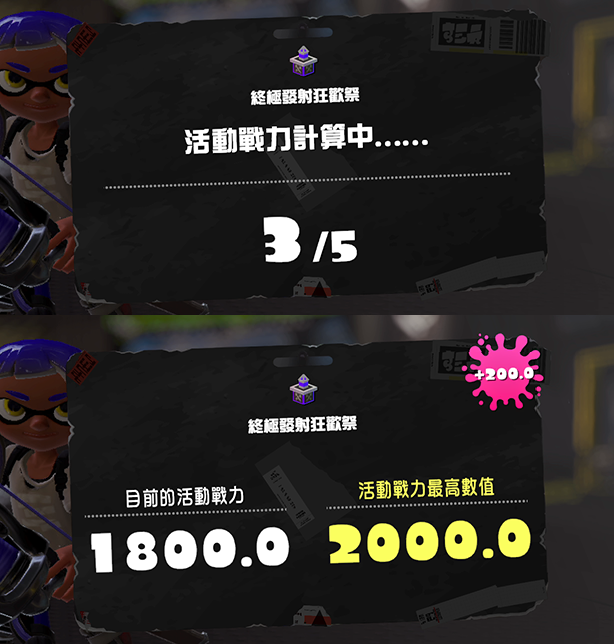 終極發射狂歡祭
活動戰力計算中……
3/5
+200.0
終極發射狂歡祭
目前的活動戰力
活動戰力最高數值
1800.0
2000.0